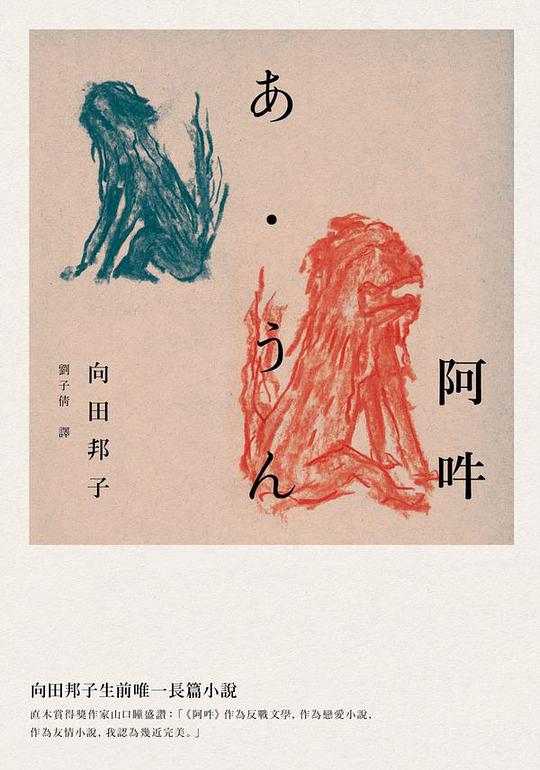 あ・うん
阿吽
向田邦子
劉子倩 譯
向田邦子生前唯一長篇小說
直木賞得獎作家山口瞳盛讚：「《阿吽》作為反戰文學，作為戀愛小說，
作為友情小說，我認為幾近完美。」